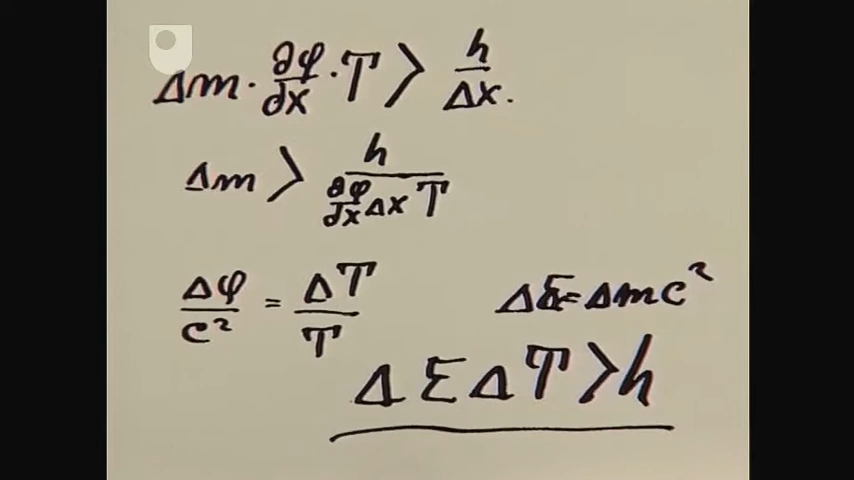 Δm · ∂φ/∂x · T > h/Δx.
Δm > h / (∂φ/∂x Δx T)
Δφ/c² = ΔT/T
ΔE = Δmc²
ΔEΔT > h